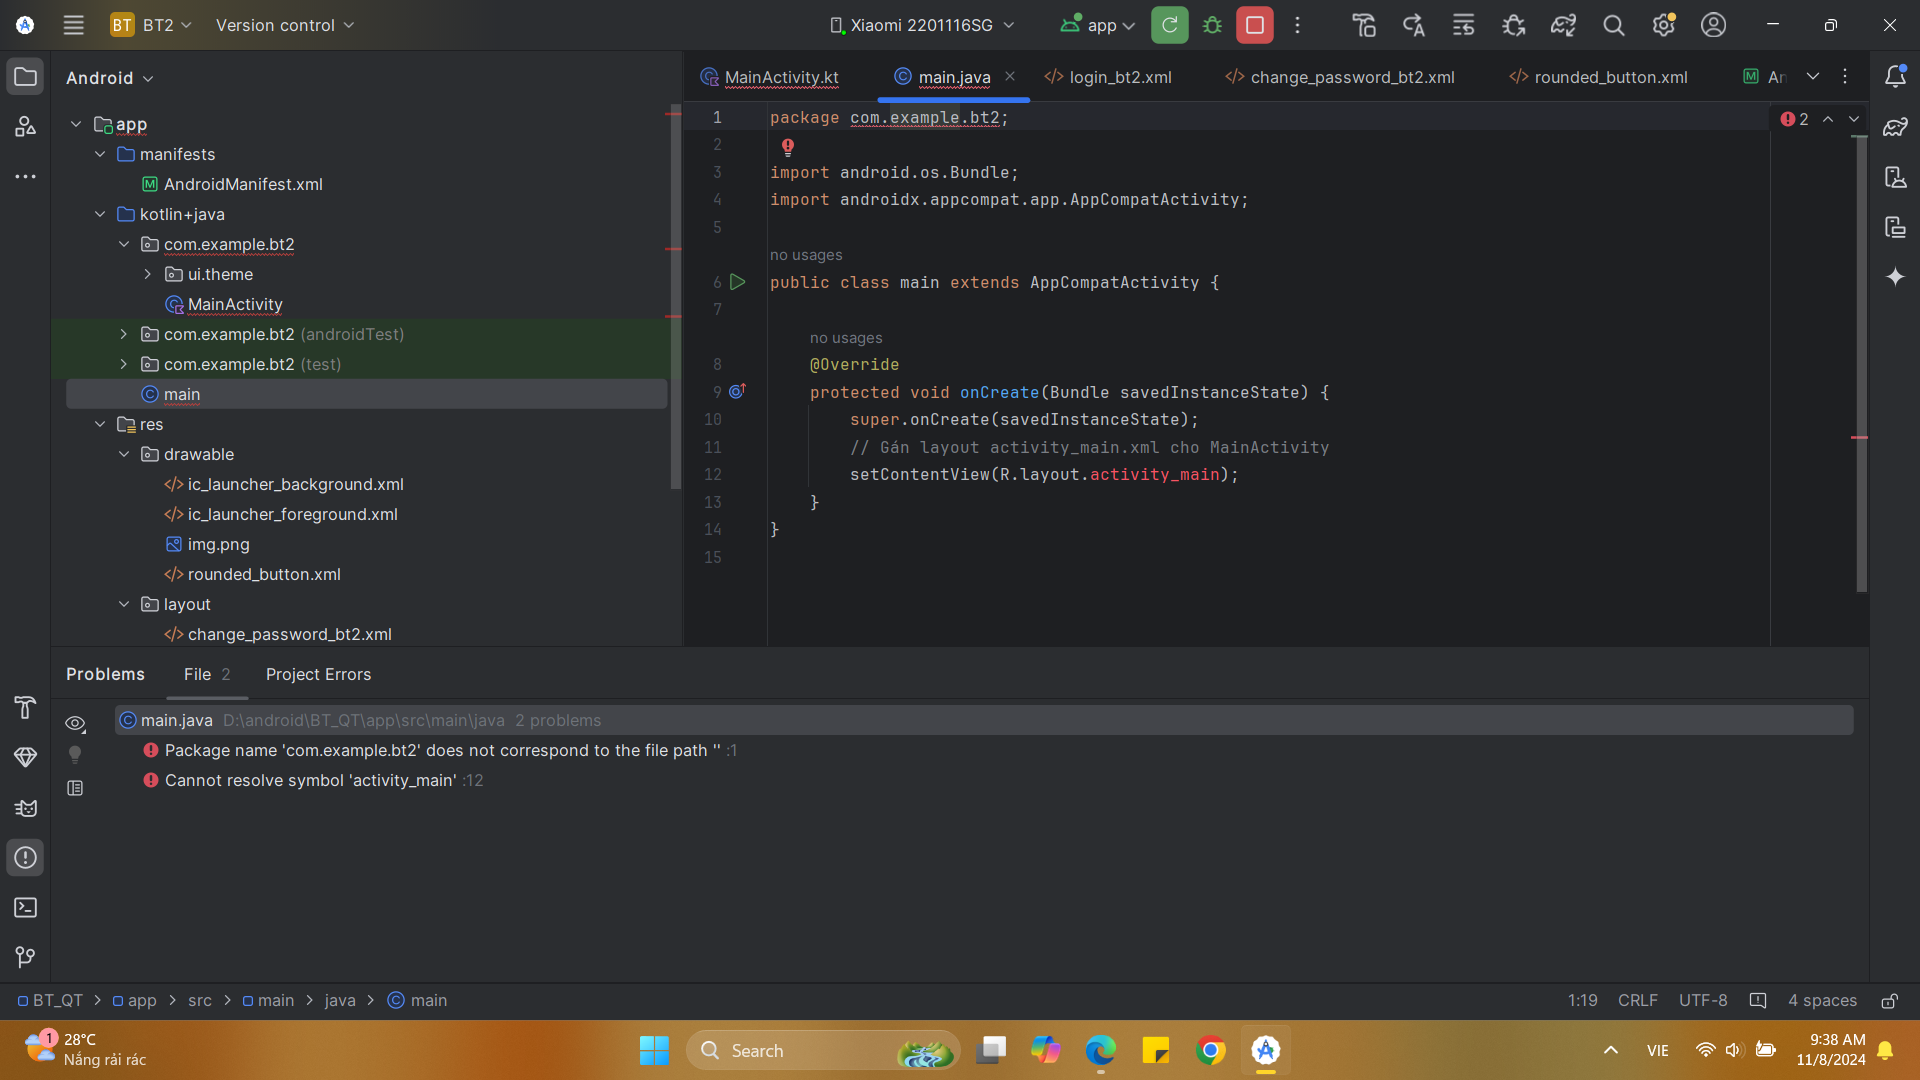 BT BT2 Version control Xiaomi 2201116SG app
Android
MainActivity.kt main.java login_bt2.xml change_password_bt2.xml rounded_button.xml An
app
manifests
AndroidManifest.xml
kotlin+java
com.example.bt2
ui.theme
MainActivity
com.example.bt2 (androidTest)
com.example.bt2 (test)
main
res
drawable
ic_launcher_background.xml
ic_launcher_foreground.xml
img.png
rounded_button.xml
layout
change_password_bt2.xml
1 package com.example.bt2;
2
3 import android.os.Bundle;
4 import androidx.appcompat.app.AppCompatActivity;
5
no usages
6 public class main extends AppCompatActivity {
7
no usages
8 @Override
9 protected void onCreate(Bundle savedInstanceState) {
10 super.onCreate(savedInstanceState);
11 // Gán layout activity_main.xml cho MainActivity
12 setContentView(R.layout.activity_main);
13 }
14 }
15
2
Problems File 2 Project Errors
main.java D:\android\BT_QT\app\src\main\java 2 problems
Package name 'com.example.bt2' does not correspond to the file path '' :1
Cannot resolve symbol 'activity_main' :12
BT_QT > app > src > main > java > main
1:19 CRLF UTF-8 4 spaces
1 28°C
Nắng rải rác
Search
VIE
9:38 AM
11/8/2024